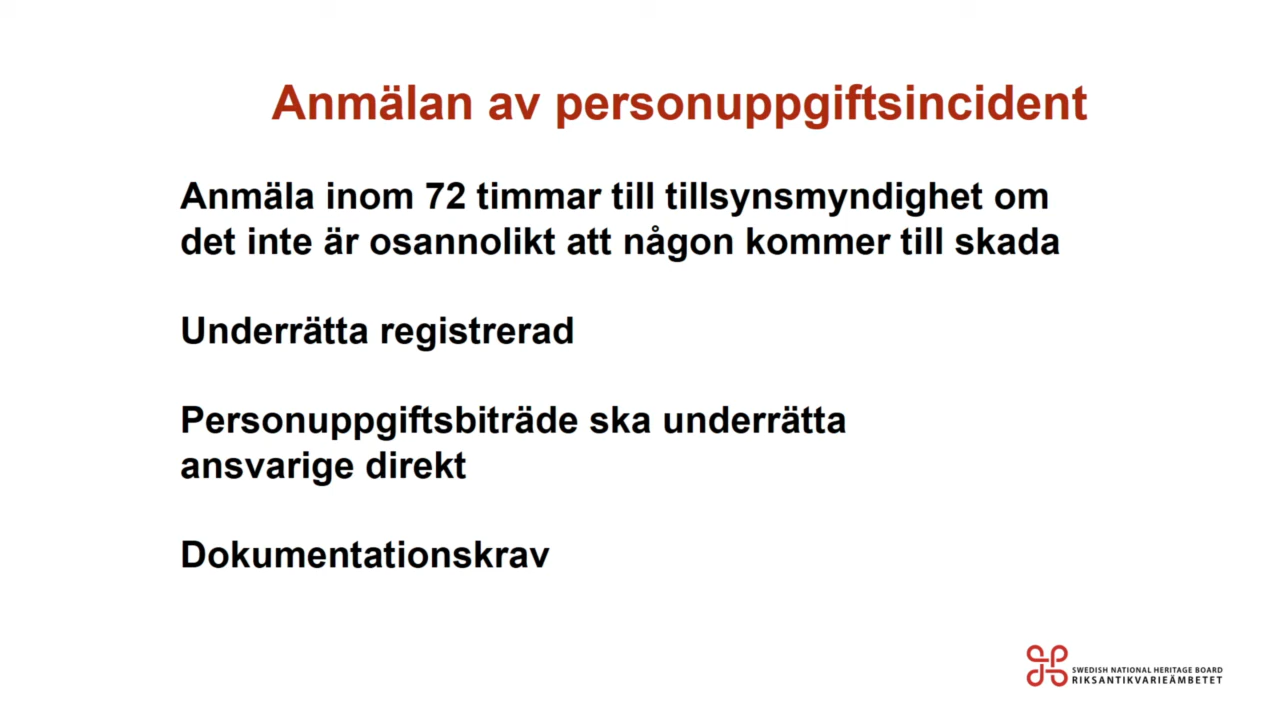 Anmälan av personuppgiftsincident
Anmäla inom 72 timmar till tillsynsmyndighet om
det inte är osannolikt att någon kommer till skada
Underrätta registrerad
Personuppgiftsbiträde ska underrätta
ansvarige direkt
Dokumentationskrav
SWEDISH NATIONAL HERITAGE BOARD
RIKSANTIKVARIEÄMBETET